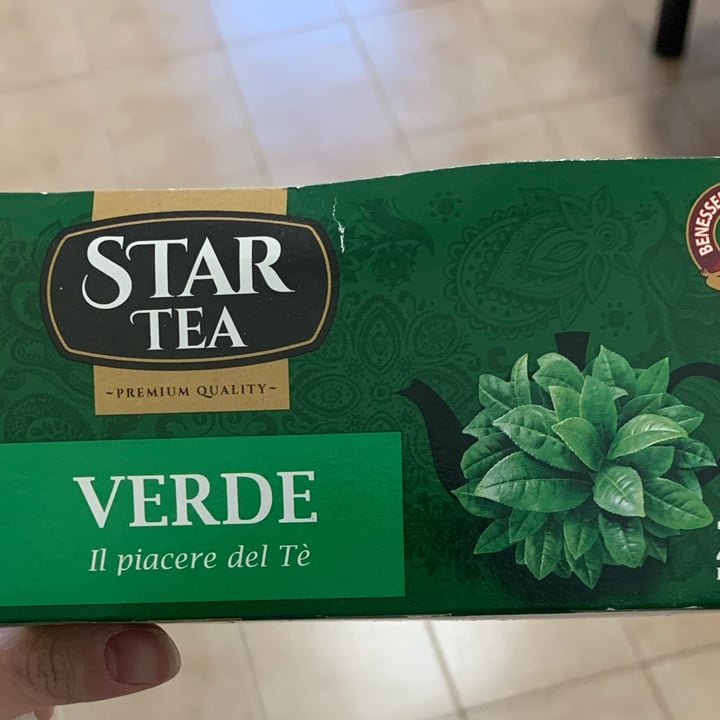 STAR
TEA
~PREMIUM QUALITY~
VERDE
Il piacere del Tè